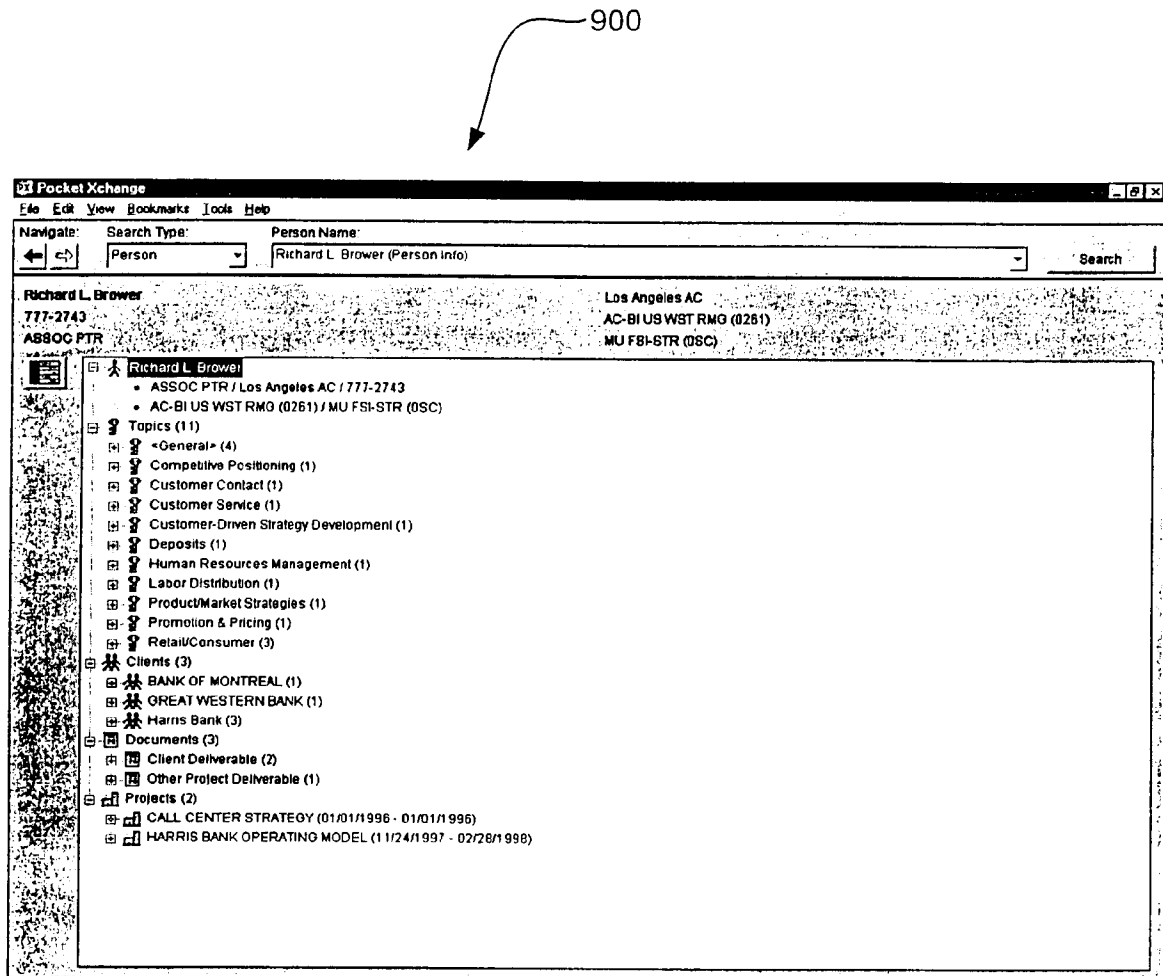 900
Pocket Xchange
File Edit View Bookmarks Tools Help
Navigate: Search Type: Person Name:
Person Richard L. Brower (Person Info) Search
Richard L. Brower Los Angeles AC
777-2743 AC-BI US WST RMG (0261)
ASSOC PTR MU FSI-STR (0SC)
Richard L. Brower
• ASSOC PTR / Los Angeles AC / 777-2743
• AC-BI US WST RMG (0261) / MU FSI-STR (0SC)
Topics (11)
<General> (4)
Competitive Positioning (1)
Customer Contact (1)
Customer Service (1)
Customer-Driven Strategy Development (1)
Deposits (1)
Human Resources Management (1)
Labor Distribution (1)
Product/Market Strategies (1)
Promotion & Pricing (1)
Retail/Consumer (3)
Clients (3)
BANK OF MONTREAL (1)
GREAT WESTERN BANK (1)
Harris Bank (3)
Documents (3)
Client Deliverable (2)
Other Project Deliverable (1)
Projects (2)
CALL CENTER STRATEGY (01/01/1996 - 01/01/1996)
HARRIS BANK OPERATING MODEL (11/24/1997 - 02/28/1998)